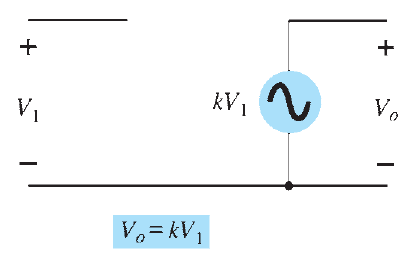 + +
V₁ kV₁ Vₒ
− −
Vₒ = kV₁